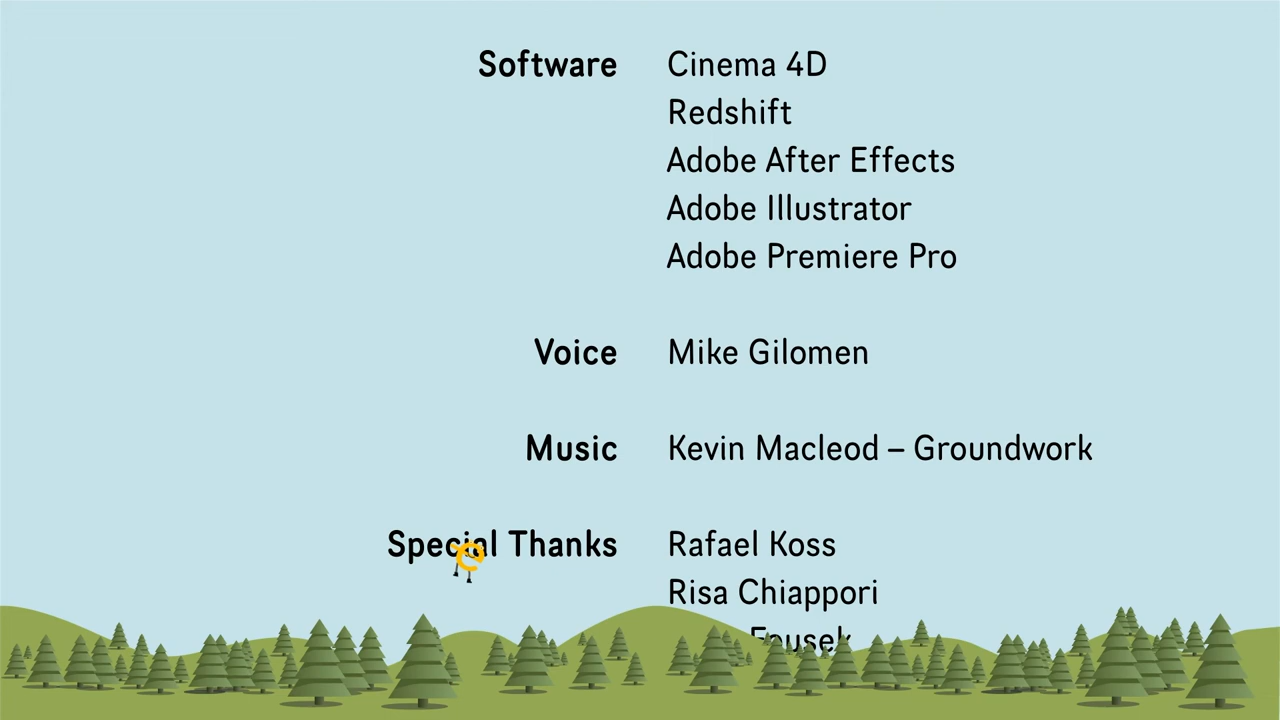 Software Cinema 4D
Redshift
Adobe After Effects
Adobe Illustrator
Adobe Premiere Pro
Voice Mike Gilomen
Music Kevin Macleod – Groundwork
Special Thanks Rafael Koss
Risa Chiappori
Fousek